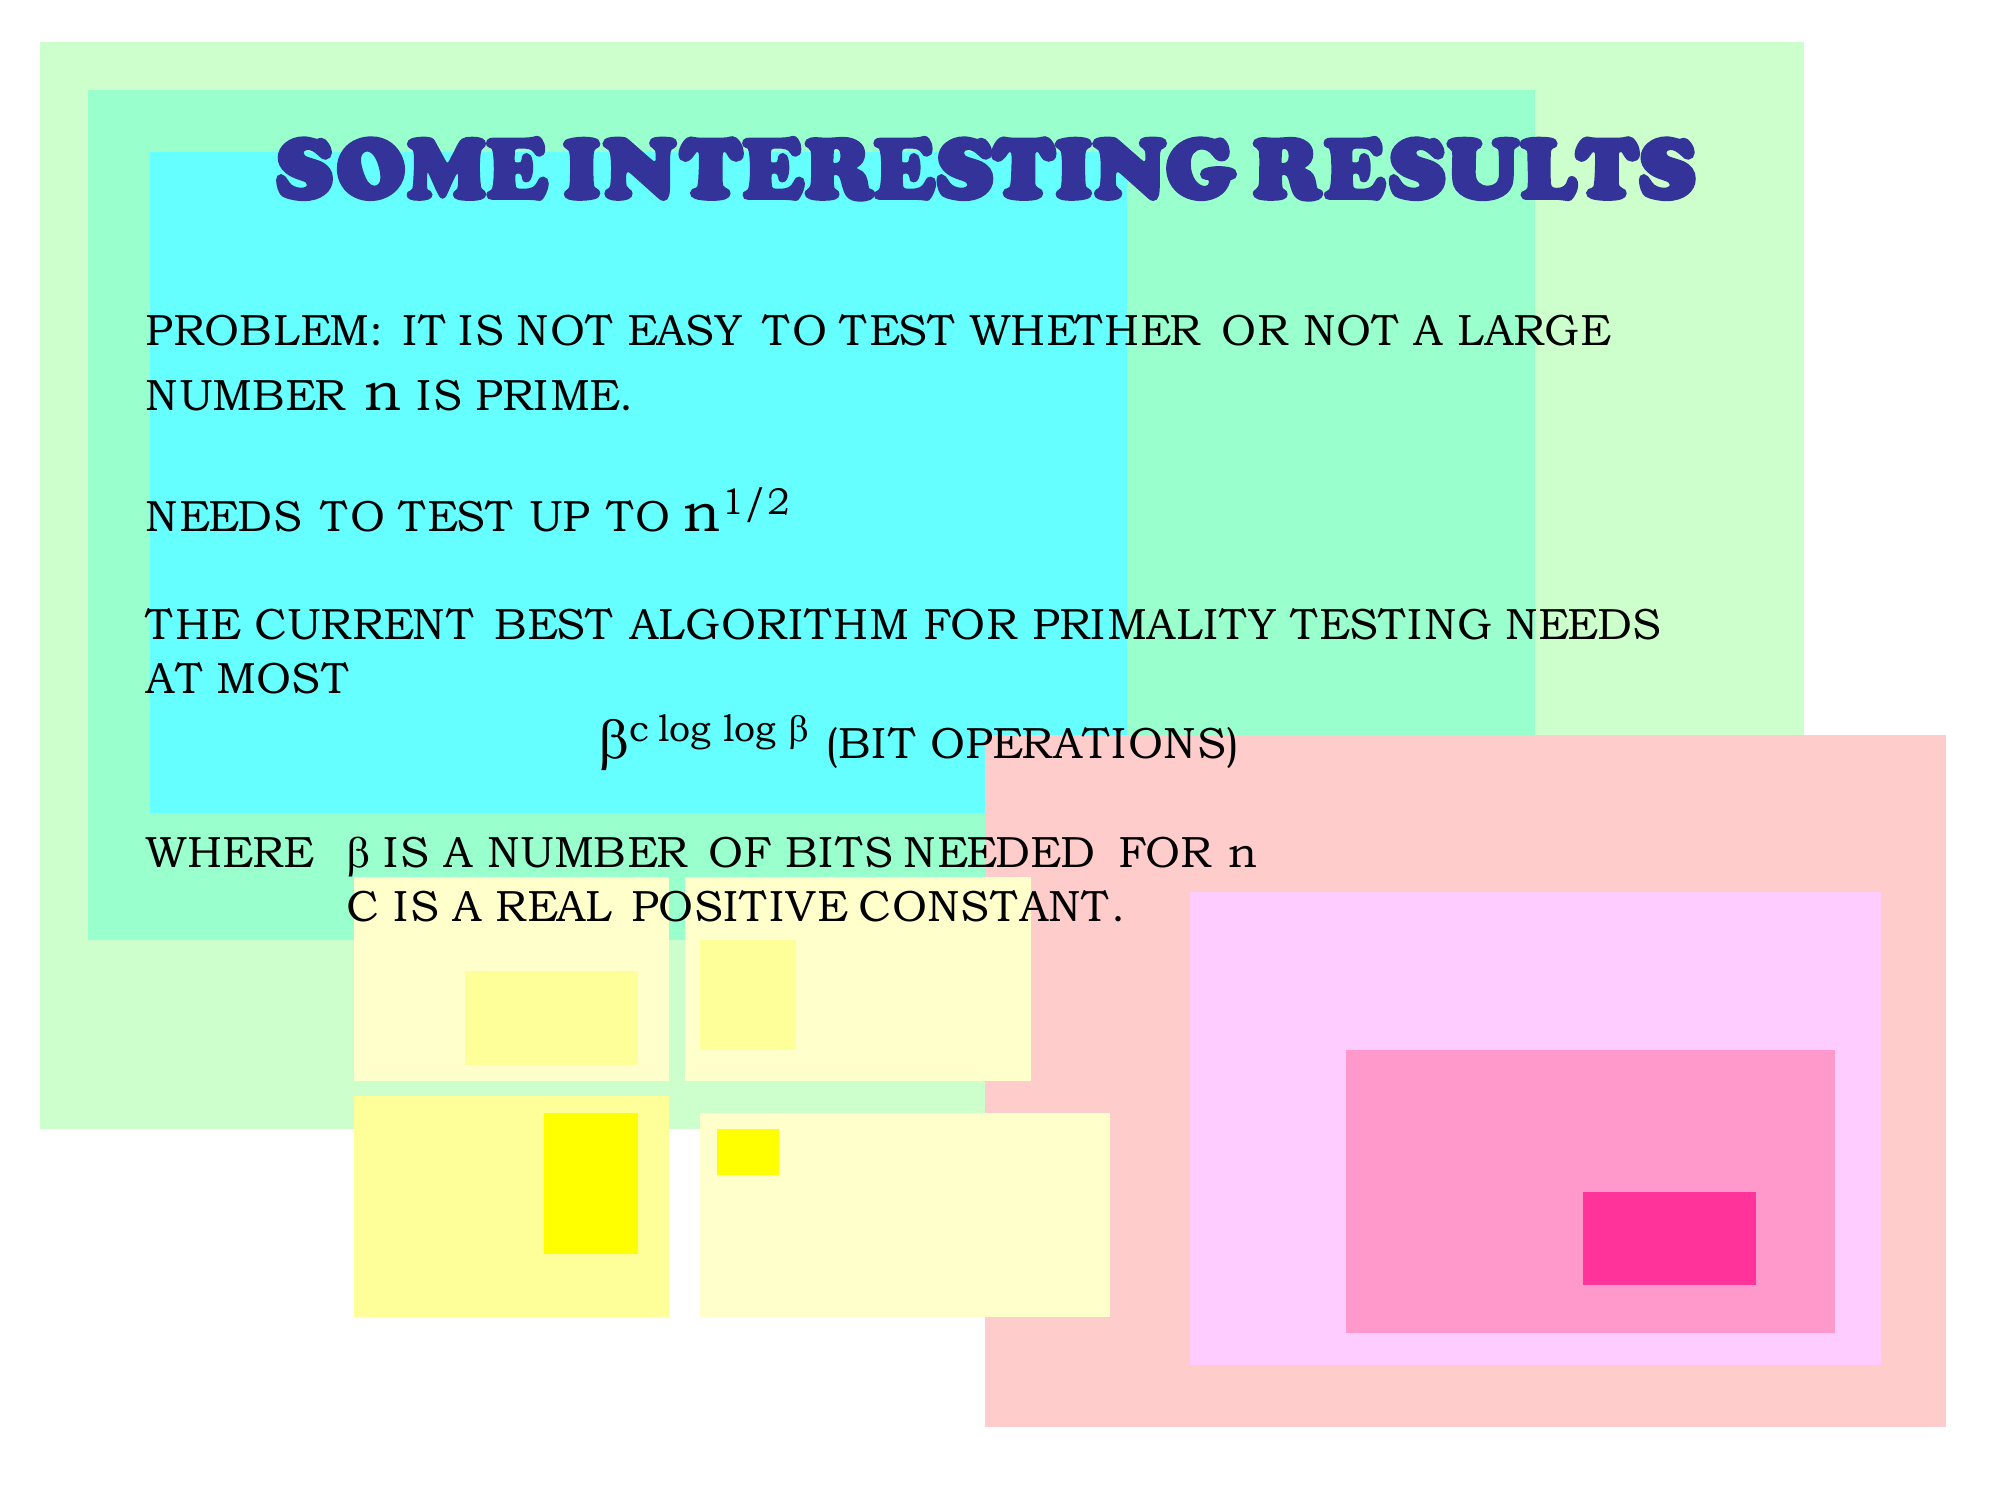 SOME INTERESTING RESULTS
PROBLEM: IT IS NOT EASY TO TEST WHETHER OR NOT A LARGE
NUMBER n IS PRIME.
NEEDS TO TEST UP TO n^1/2
THE CURRENT BEST ALGORITHM FOR PRIMALITY TESTING NEEDS
AT MOST
β^c log log β (BIT OPERATIONS)
WHERE β IS A NUMBER OF BITS NEEDED FOR n
C IS A REAL POSITIVE CONSTANT.